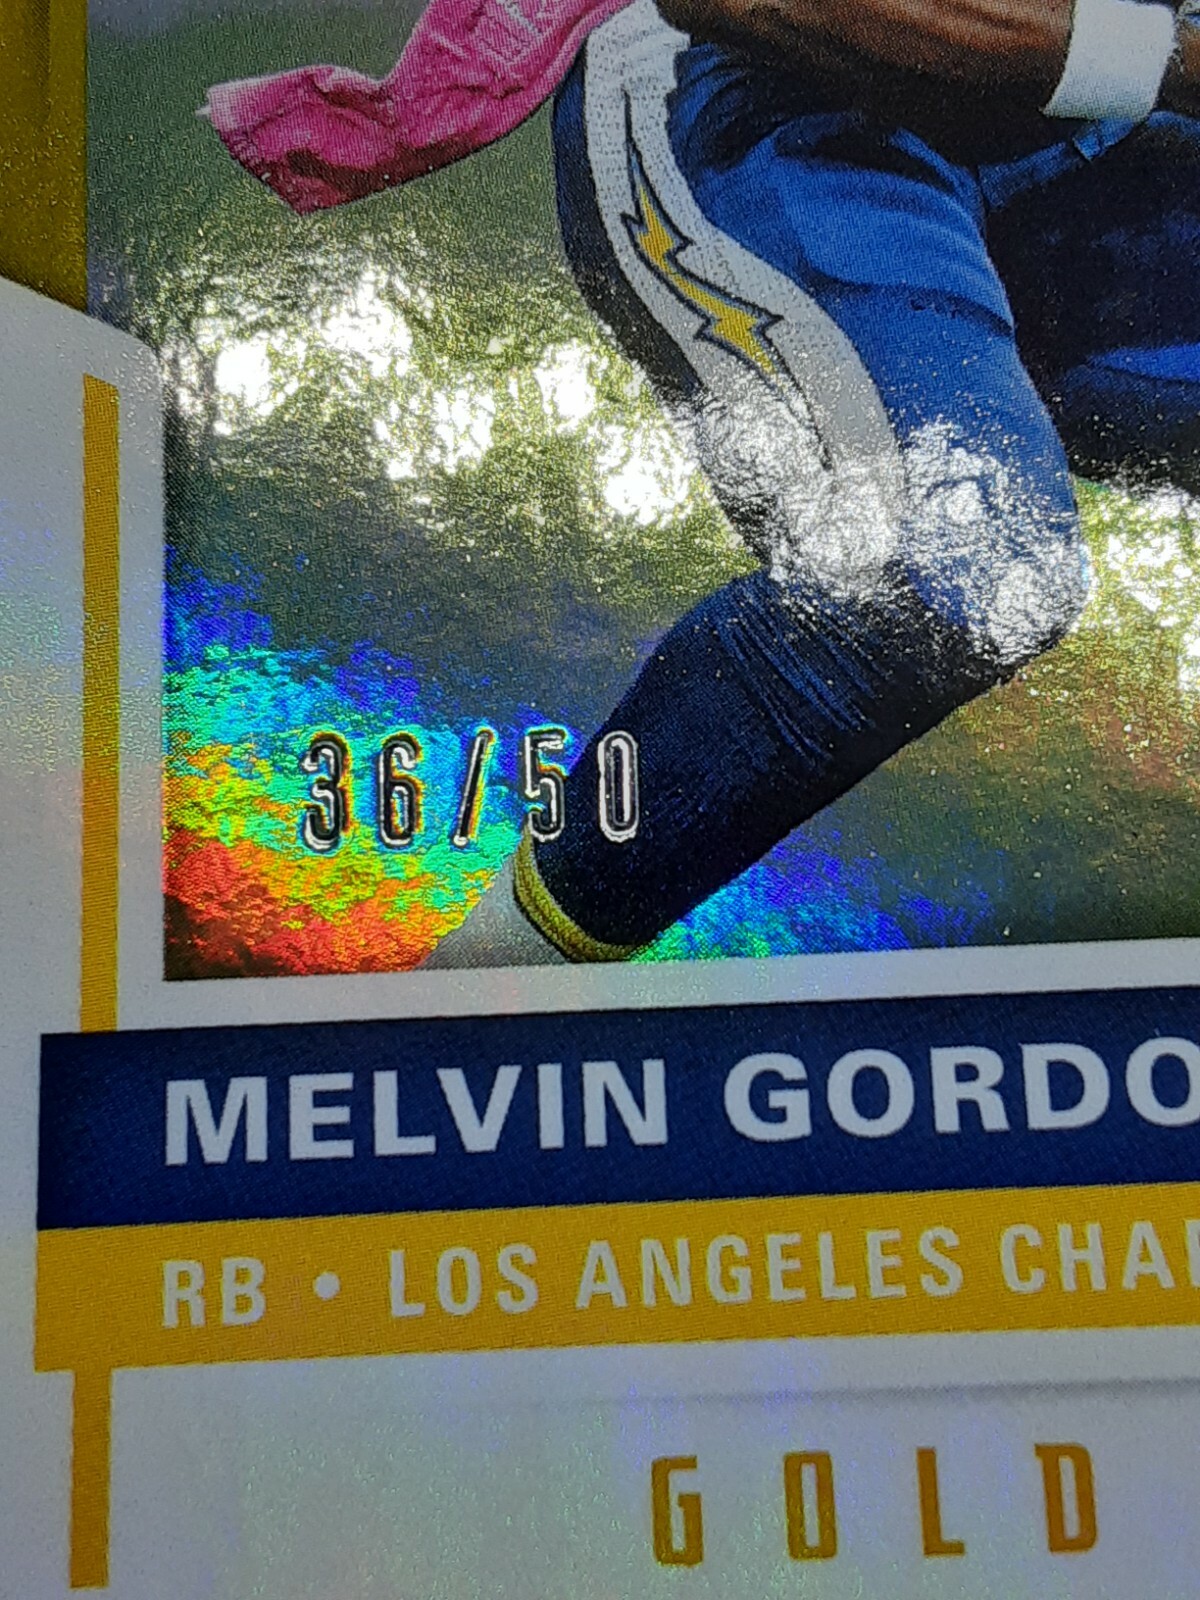 36/50
MELVIN GORDO
RB • LOS ANGELES CHA
GOLD